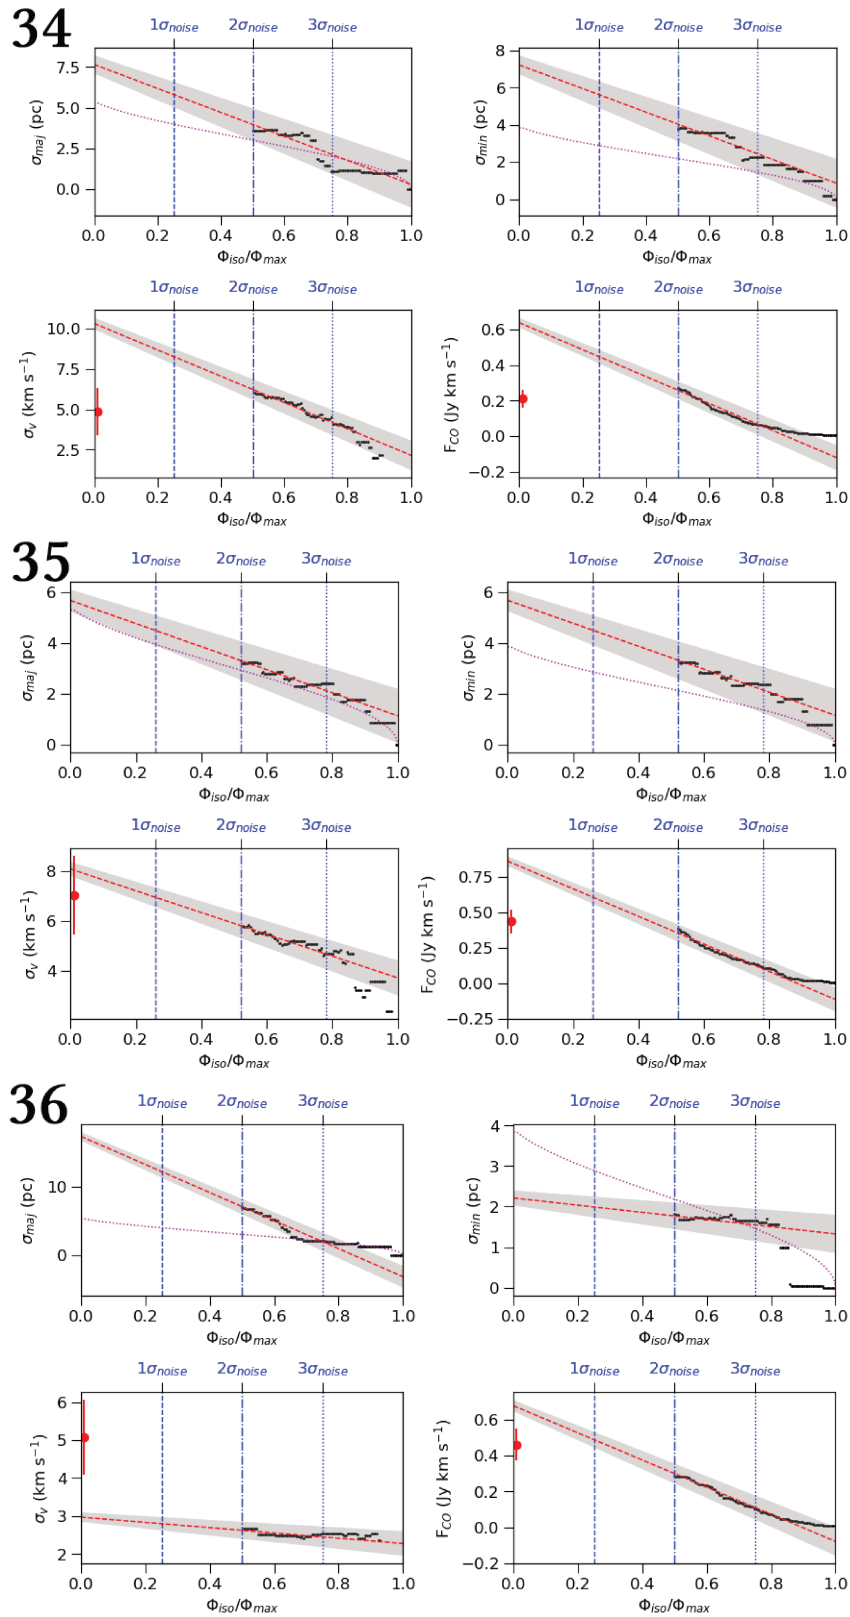 34
1σnoise 2σnoise 3σnoise
1σnoise 2σnoise 3σnoise
σmaj (pc)
7.5
5.0
2.5
0.0
0.0 0.2 0.4 0.6 0.8 1.0
Φiso/Φmax
σmin (pc)
8
6
4
2
0
0.0 0.2 0.4 0.6 0.8 1.0
Φiso/Φmax
1σnoise 2σnoise 3σnoise
1σnoise 2σnoise 3σnoise
σv (km s⁻¹)
10.0
7.5
5.0
2.5
0.0 0.2 0.4 0.6 0.8 1.0
Φiso/Φmax
FCO (Jy km s⁻¹)
0.6
0.4
0.2
0.0
−0.2
0.0 0.2 0.4 0.6 0.8 1.0
Φiso/Φmax
35
1σnoise 2σnoise 3σnoise
1σnoise 2σnoise 3σnoise
σmaj (pc)
6
4
2
0
0.0 0.2 0.4 0.6 0.8 1.0
Φiso/Φmax
σmin (pc)
6
4
2
0
0.0 0.2 0.4 0.6 0.8 1.0
Φiso/Φmax
1σnoise 2σnoise 3σnoise
1σnoise 2σnoise 3σnoise
σv (km s⁻¹)
8
6
4
0.0 0.2 0.4 0.6 0.8 1.0
Φiso/Φmax
FCO (Jy km s⁻¹)
0.75
0.50
0.25
0.00
−0.25
0.0 0.2 0.4 0.6 0.8 1.0
Φiso/Φmax
36
1σnoise 2σnoise 3σnoise
1σnoise 2σnoise 3σnoise
σmaj (pc)
10
0
0.0 0.2 0.4 0.6 0.8 1.0
Φiso/Φmax
σmin (pc)
4
3
2
1
0
0.0 0.2 0.4 0.6 0.8 1.0
Φiso/Φmax
1σnoise 2σnoise 3σnoise
1σnoise 2σnoise 3σnoise
σv (km s⁻¹)
6
5
4
3
2
0.0 0.2 0.4 0.6 0.8 1.0
Φiso/Φmax
FCO (Jy km s⁻¹)
0.6
0.4
0.2
0.0
−0.2
0.0 0.2 0.4 0.6 0.8 1.0
Φiso/Φmax